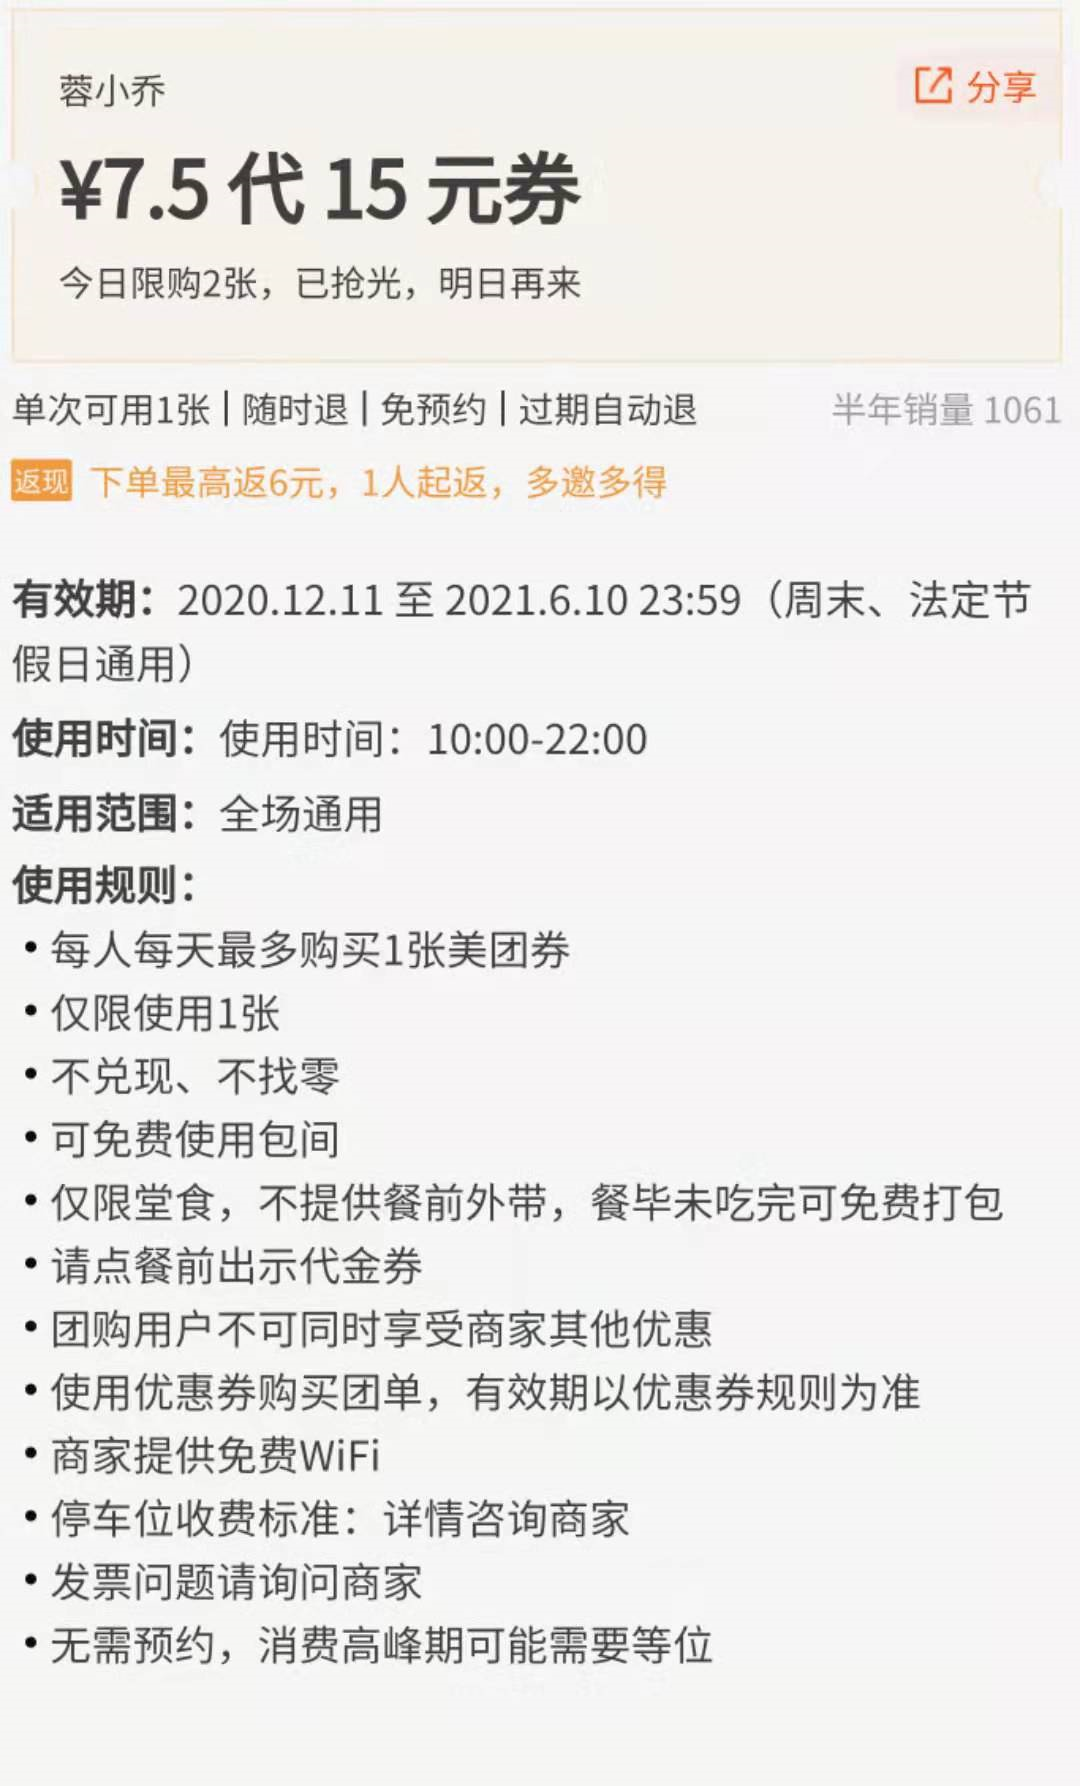 蓉小乔
分享
¥7.5 代 15 元券
今日限购2张，已抢光，明日再来
单次可用1张 | 随时退 | 免预约 | 过期自动退
半年销量 1061
返现 下单最高返6元，1人起返，多邀多得
有效期：2020.12.11 至 2021.6.10 23:59（周末、法定节
假日通用）
使用时间：使用时间：10:00-22:00
适用范围：全场通用
使用规则：
• 每人每天最多购买1张美团券
• 仅限使用1张
• 不兑现、不找零
• 可免费使用包间
• 仅限堂食，不提供餐前外带，餐毕未吃完可免费打包
• 请点餐前出示代金券
• 团购用户不可同时享受商家其他优惠
• 使用优惠券购买团单，有效期以优惠券规则为准
• 商家提供免费WiFi
• 停车位收费标准：详情咨询商家
• 发票问题请询问商家
• 无需预约，消费高峰期可能需要等位